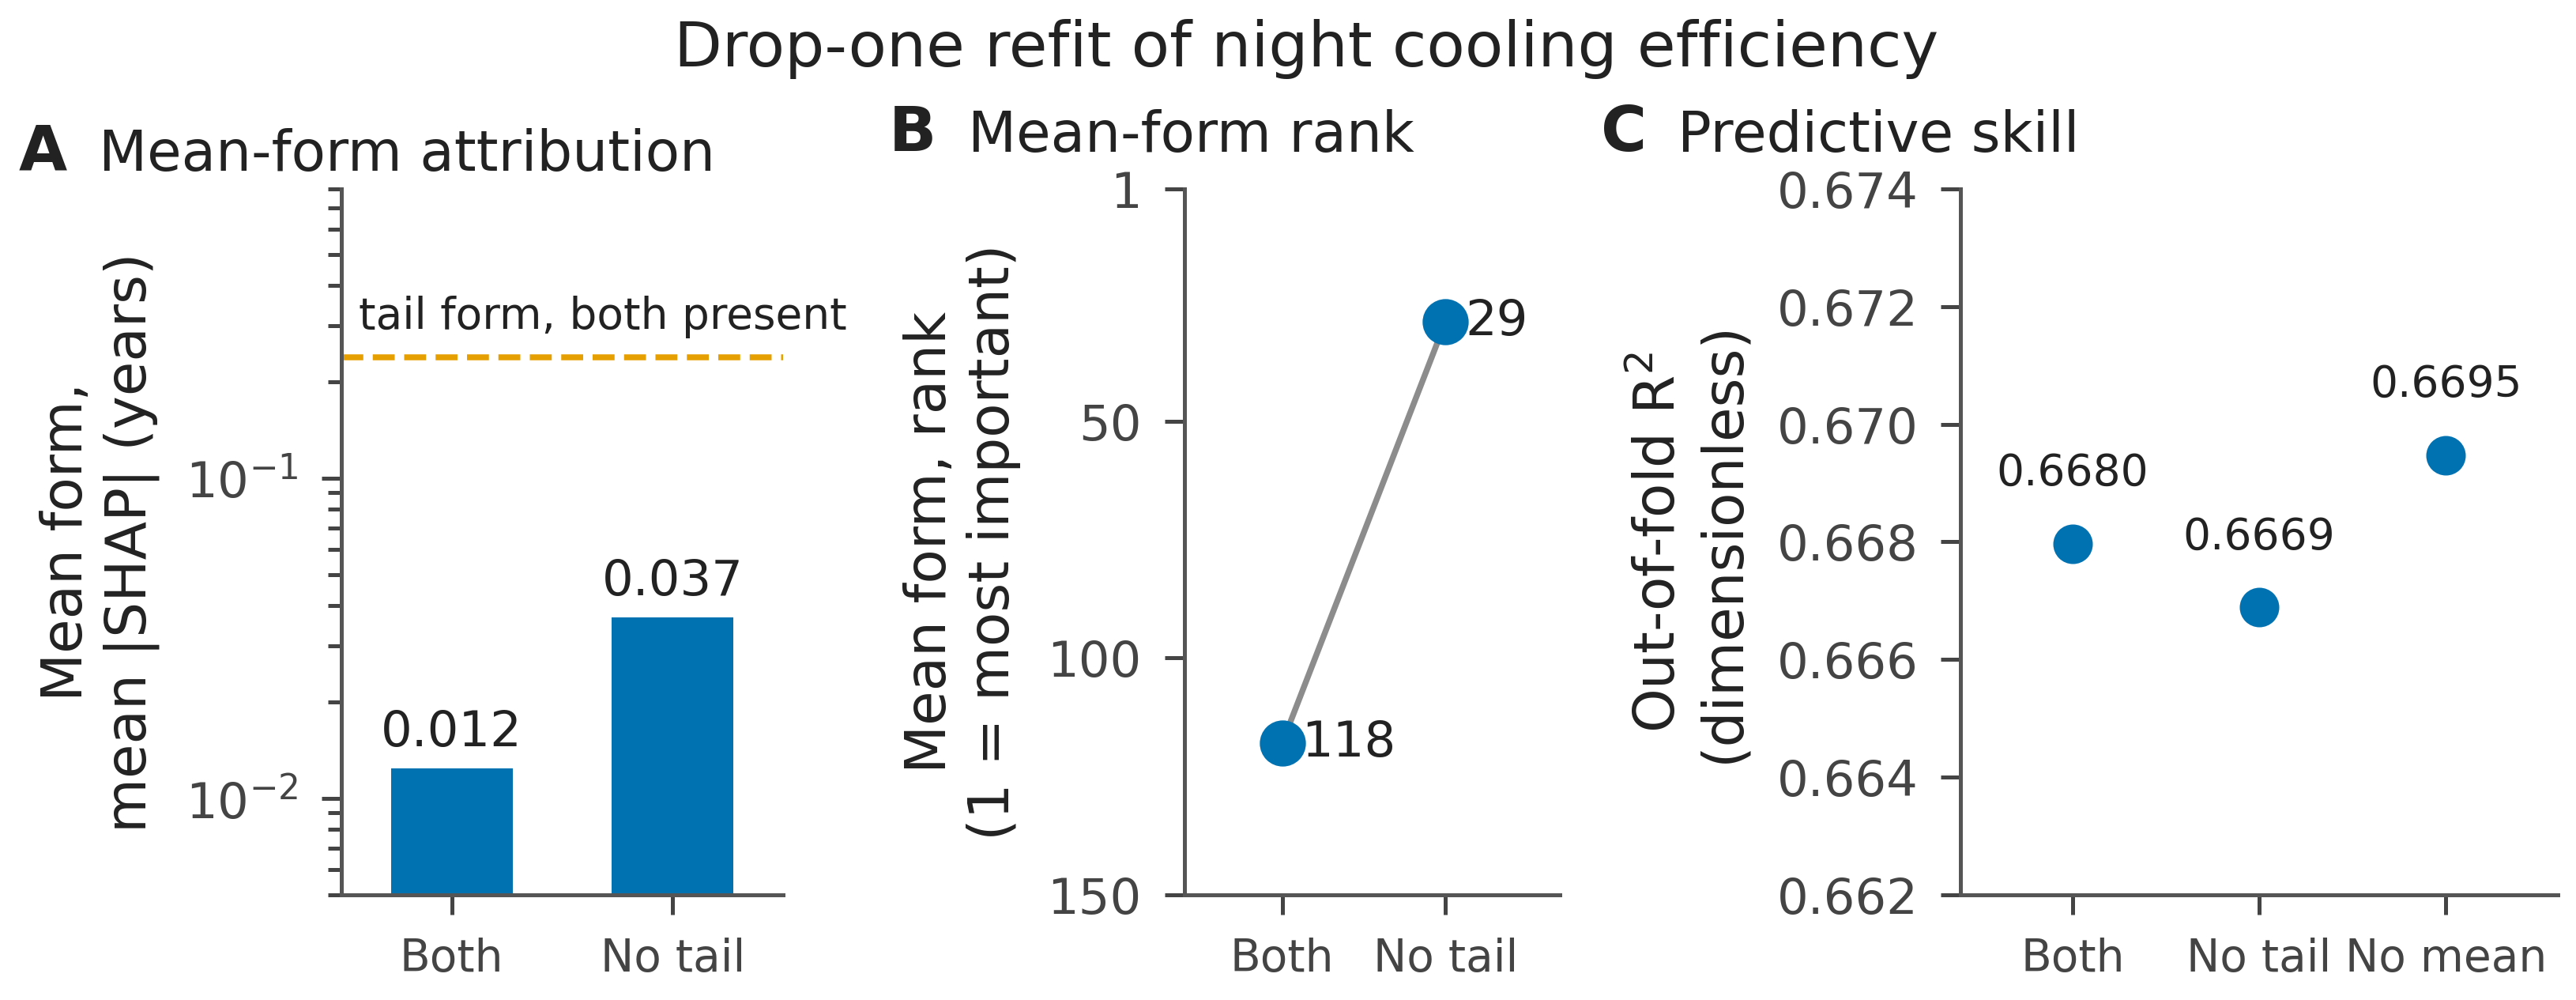 Drop-one refit of night cooling efficiency
A Mean-form attribution
Mean form,
mean |SHAP| (years)
10⁻¹
10⁻²
tail form, both present
0.012
0.037
Both
No tail
B Mean-form rank
Mean form, rank
(1 = most important)
1
50
100
150
29
118
Both
No tail
C Predictive skill
Out-of-fold R²
(dimensionless)
0.674
0.672
0.670
0.668
0.666
0.664
0.662
0.6680
0.6669
0.6695
Both
No tail
No mean